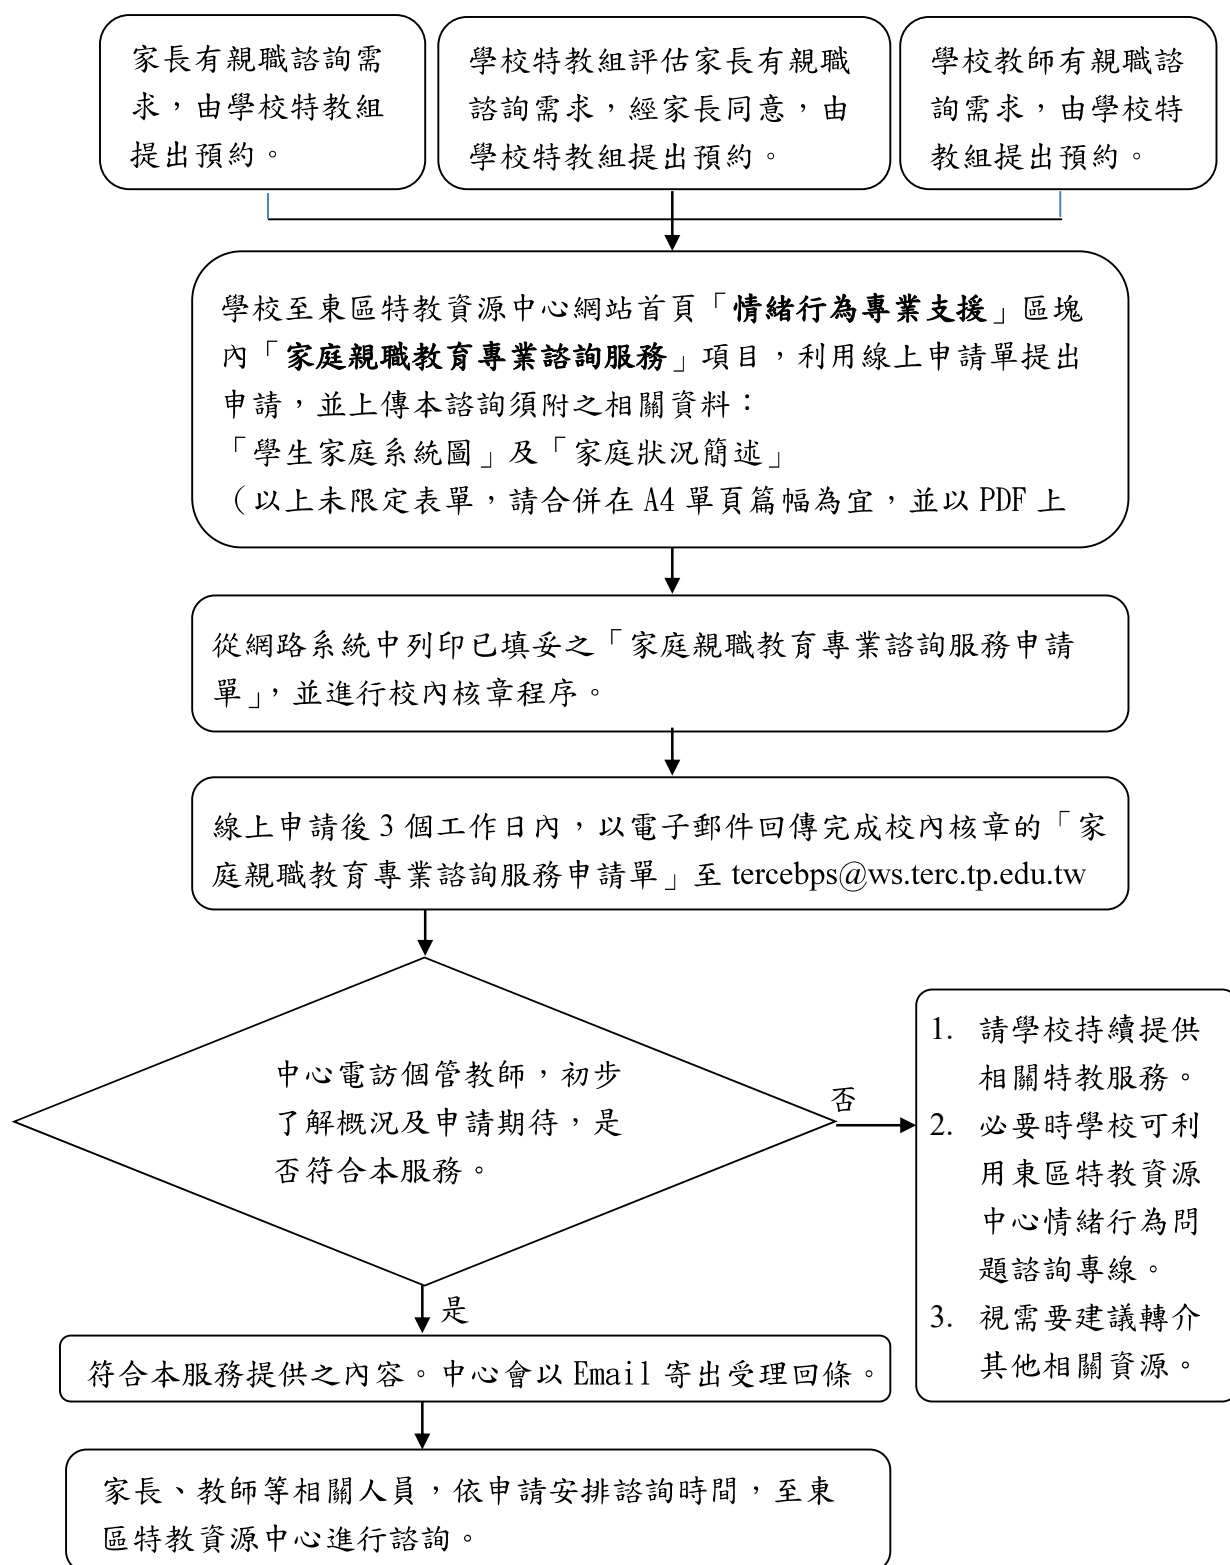 家長有親職諮詢需
求，由學校特教組
提出預約。
學校特教組評估家長有親職
諮詢需求，經家長同意，由
學校特教組提出預約。
學校教師有親職諮
詢需求，由學校特
教組提出預約。
學校至東區特教資源中心網站首頁「情緒行為專業支援」區塊
內「家庭親職教育專業諮詢服務」項目，利用線上申請單提出
申請，並上傳本諮詢須附之相關資料：
「學生家庭系統圖」及「家庭狀況簡述」
（以上未限定表單，請合併在 A4 單頁篇幅為宜，並以 PDF 上
從網路系統中列印已填妥之「家庭親職教育專業諮詢服務申請
單」，並進行校內核章程序。
線上申請後 3 個工作日內，以電子郵件回傳完成校內核章的「家
庭親職教育專業諮詢服務申請單」至 tercebps@ws.terc.tp.edu.tw
中心電訪個管教師，初步
了解概況及申請期待，是
否符合本服務。
否
1. 請學校持續提供
相關特教服務。
2. 必要時學校可利
用東區特教資源
中心情緒行為問
題諮詢專線。
3. 視需要建議轉介
其他相關資源。
是
符合本服務提供之內容。中心會以 Email 寄出受理回條。
家長、教師等相關人員，依申請安排諮詢時間，至東
區特教資源中心進行諮詢。